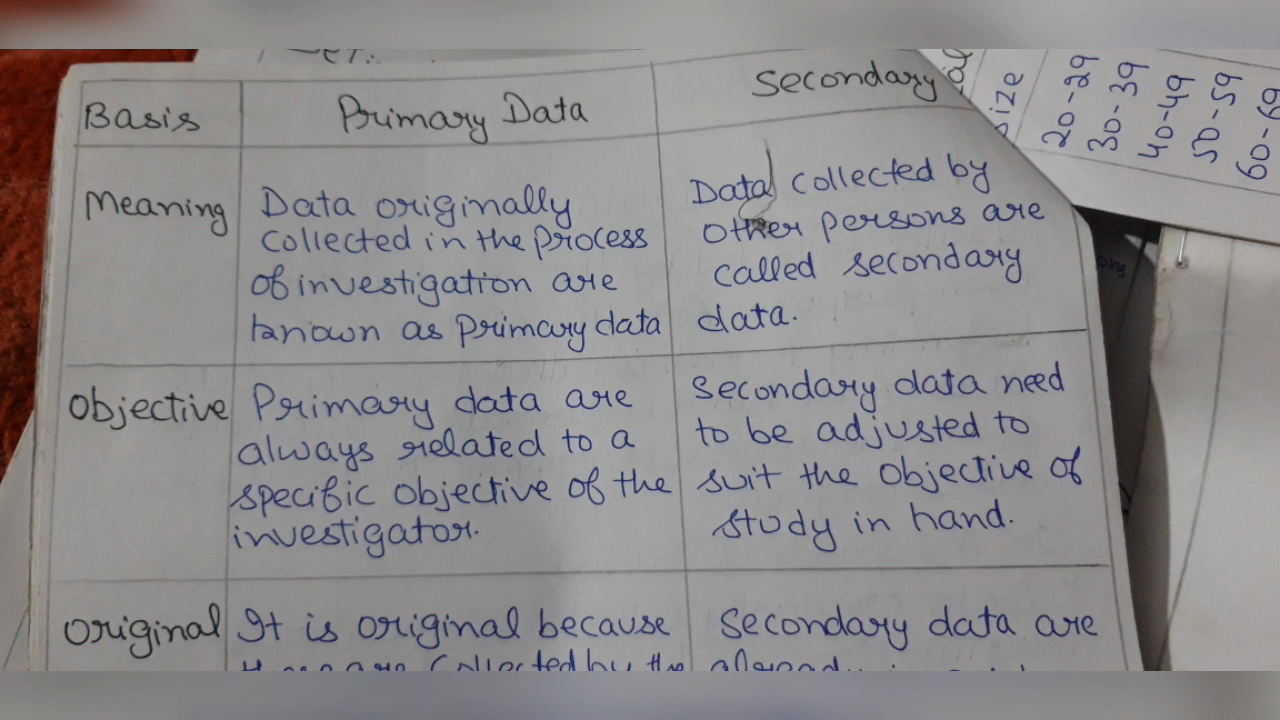 Basis
Primary Data
Secondary
Meaning
Data originally
collected in the process
of investigation are
known as primary data
Data collected by
other persons are
called secondary
data.
Objective
Primary data are
always related to a
specific objective of the
investigator.
Secondary data need
to be adjusted to
suit the objective of
study in hand.
Original
It is original because
collected by the
Secondary data are
Size
20-29
30-39
40-49
50-59
60-69